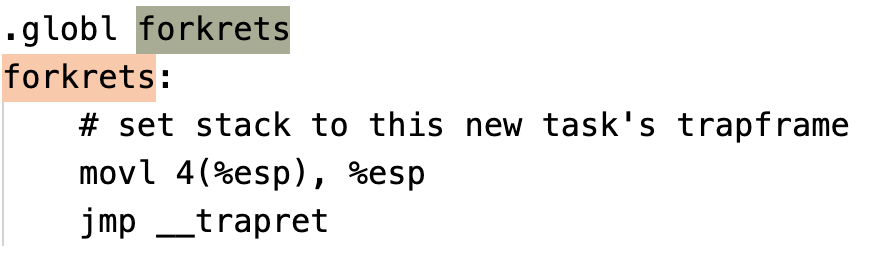 .globl forkrets
forkrets:
    # set stack to this new task's trapframe
    movl 4(%esp), %esp
    jmp __trapret